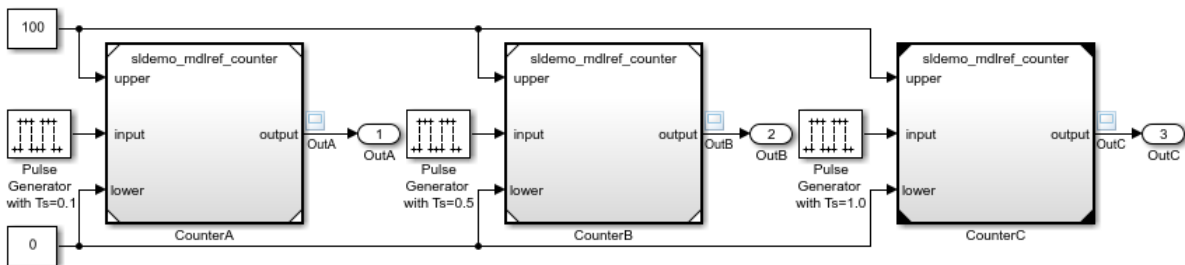 100
sldemo_mdlref_counter
sldemo_mdlref_counter
sldemo_mdlref_counter
upper
upper
upper
input
output
OutA
1
OutA
input
output
OutB
2
OutB
input
output
OutC
3
OutC
Pulse
Generator
with Ts=0.1
lower
Pulse
Generator
with Ts=0.5
lower
Pulse
Generator
with Ts=1.0
lower
0
CounterA
CounterB
CounterC